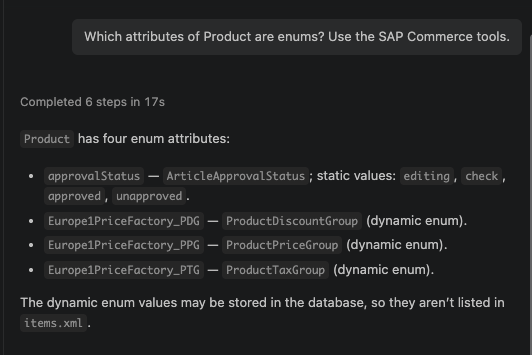 Which attributes of Product are enums? Use the SAP Commerce tools.
Completed 6 steps in 17s
Product has four enum attributes:
• approvalStatus — ArticleApprovalStatus; static values: editing, check,
approved, unapproved.
• Europe1PriceFactory_PDG — ProductDiscountGroup (dynamic enum).
• Europe1PriceFactory_PPG — ProductPriceGroup (dynamic enum).
• Europe1PriceFactory_PTG — ProductTaxGroup (dynamic enum).
The dynamic enum values may be stored in the database, so they aren’t listed in
items.xml.